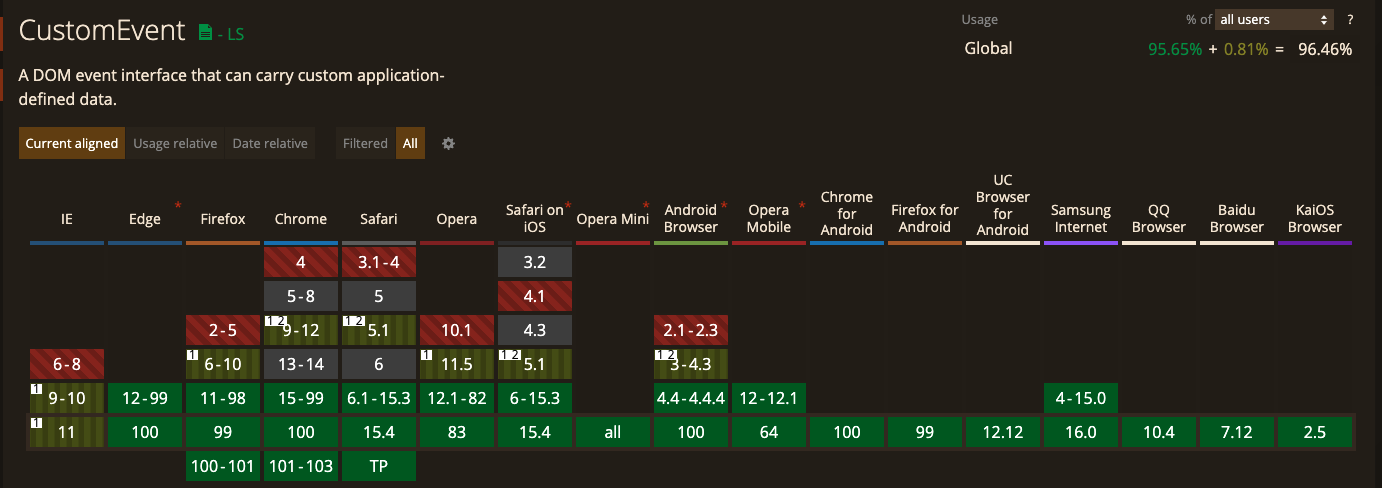 CustomEvent - LS
Usage % of all users ?
Global 95.65% + 0.81% = 96.46%
A DOM event interface that can carry custom application-
defined data.
Current aligned Usage relative Date relative Filtered All
IE
Edge *
Firefox
Chrome
Safari
Opera
Safari on *
iOS
Opera Mini *
Android *
Browser
Opera *
Mobile
Chrome
for
Android
Firefox for
Android
UC
Browser
for
Android
Samsung
Internet
QQ
Browser
Baidu
Browser
KaiOS
Browser
4 3.1-4 3.2
5-8 5 4.1
2-5 1 2 9-12 1 2 5.1 10.1 4.3 2.1-2.3
6-8 1 6-10 13-14 6 1 11.5 1 2 5.1 1 2 3-4.3
1 9-10 12-99 11-98 15-99 6.1-15.3 12.1-82 6-15.3 4.4-4.4.4 12-12.1 4-15.0
1 11 100 99 100 15.4 83 15.4 all 100 64 100 99 12.12 16.0 10.4 7.12 2.5
100-101 101-103 TP